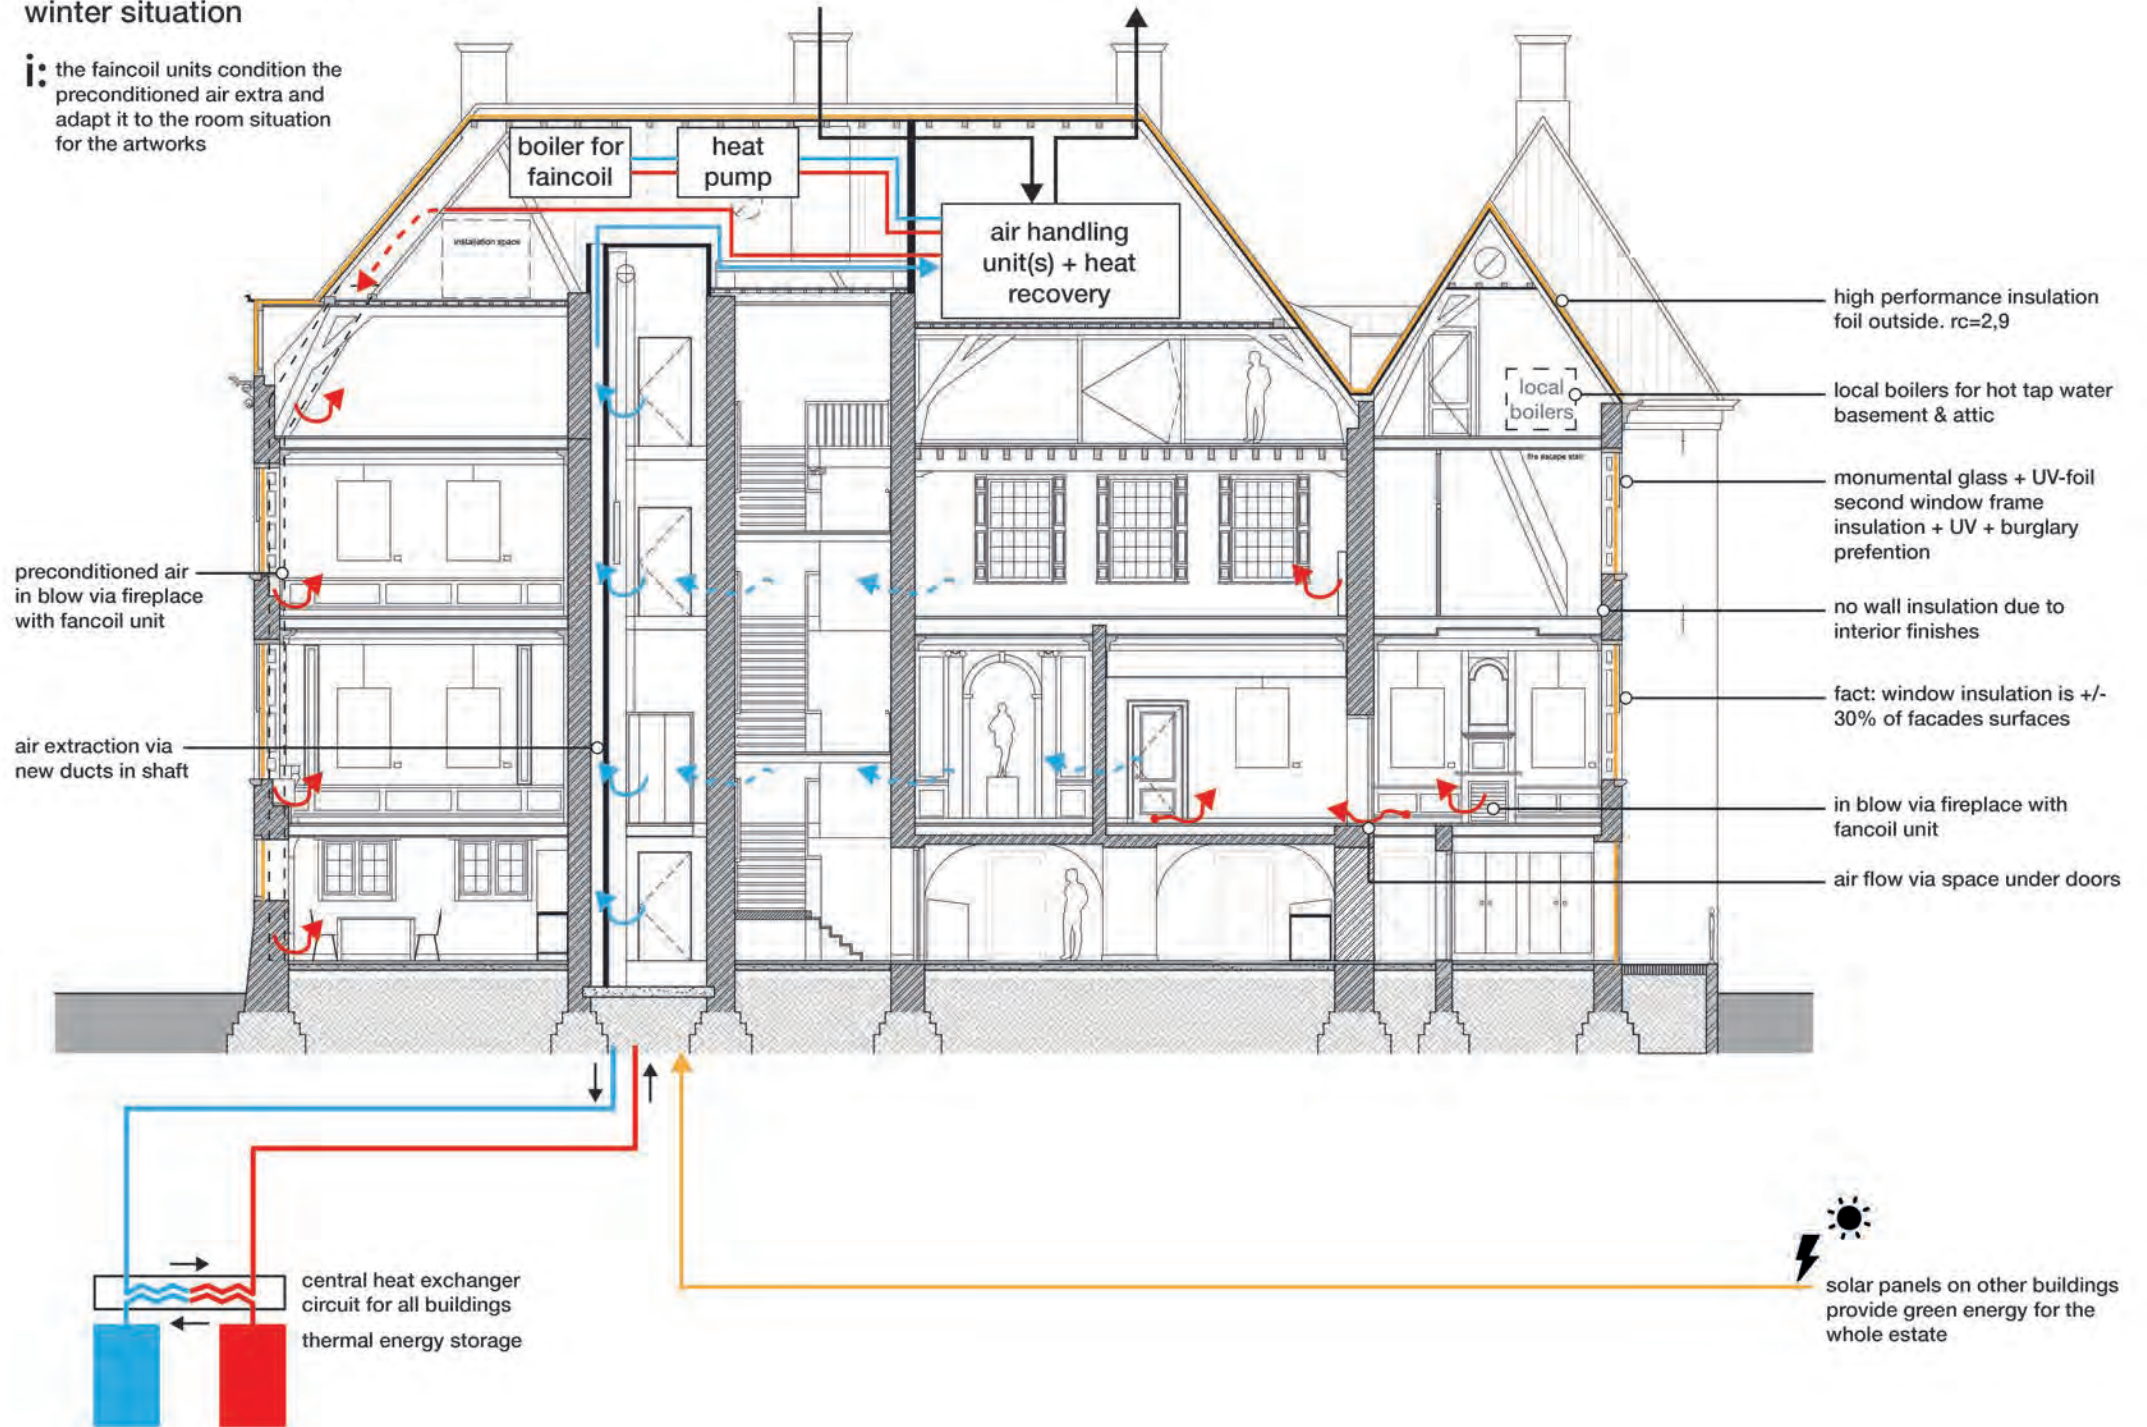 winter situation
i: the faincoil units condition the
preconditioned air extra and
adapt it to the room situation
for the artworks
boiler for
faincoil
heat
pump
installation space
air handling
unit(s) + heat
recovery
local
boilers
fire escape stair
preconditioned air
in blow via fireplace
with fancoil unit
air extraction via
new ducts in shaft
high performance insulation
foil outside. rc=2,9
local boilers for hot tap water
basement & attic
monumental glass + UV-foil
second window frame
insulation + UV + burglary
prefention
no wall insulation due to
interior finishes
fact: window insulation is +/-
30% of facades surfaces
in blow via fireplace with
fancoil unit
air flow via space under doors
central heat exchanger
circuit for all buildings
thermal energy storage
solar panels on other buildings
provide green energy for the
whole estate